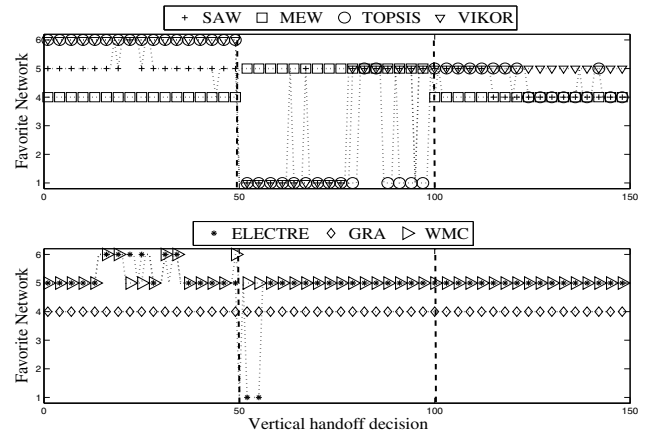 SAW MEW TOPSIS VIKOR
6
5
4
3
2
1
Favorite Network
0 50 100 150
ELECTRE GRA WMC
6
5
4
3
2
1
Favorite Network
0 50 100 150
Vertical handoff decision